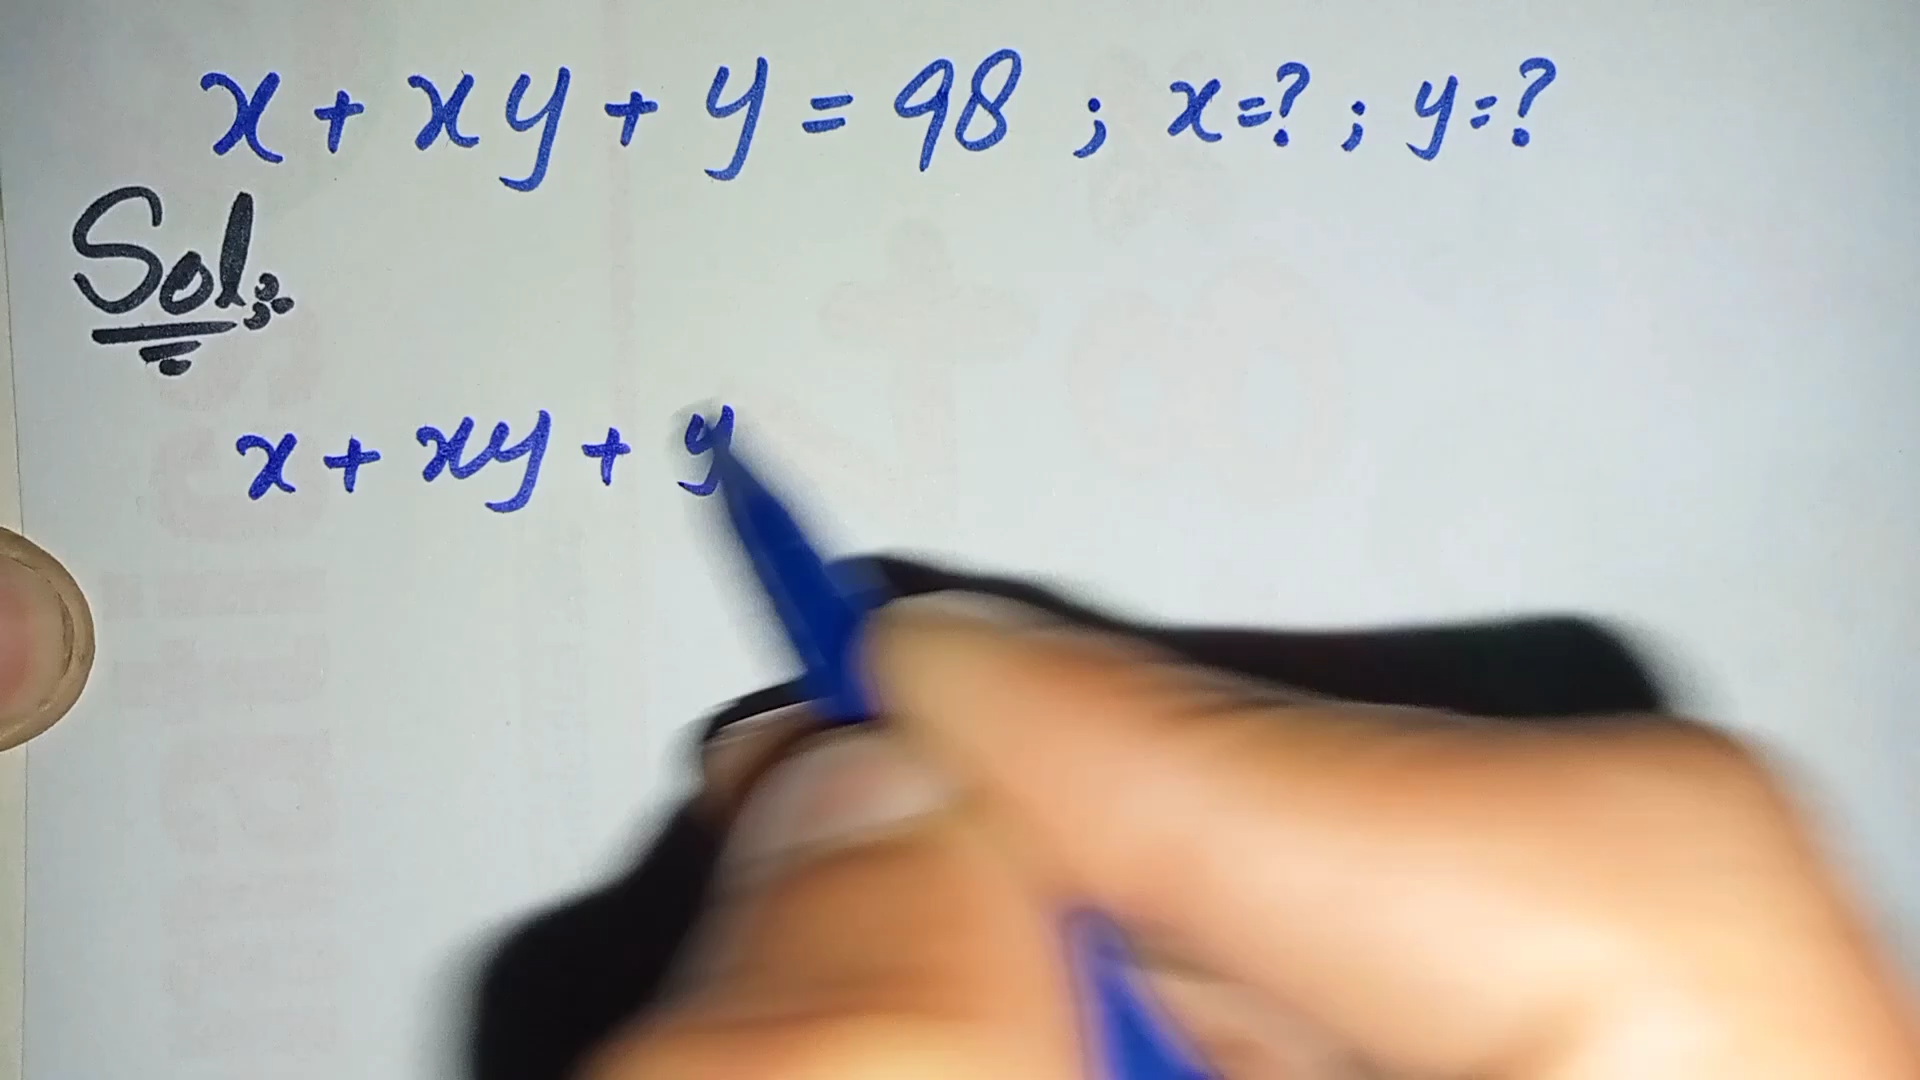 x + xy + y = 98 ; x=? ; y=?
Sol:
x + xy + y